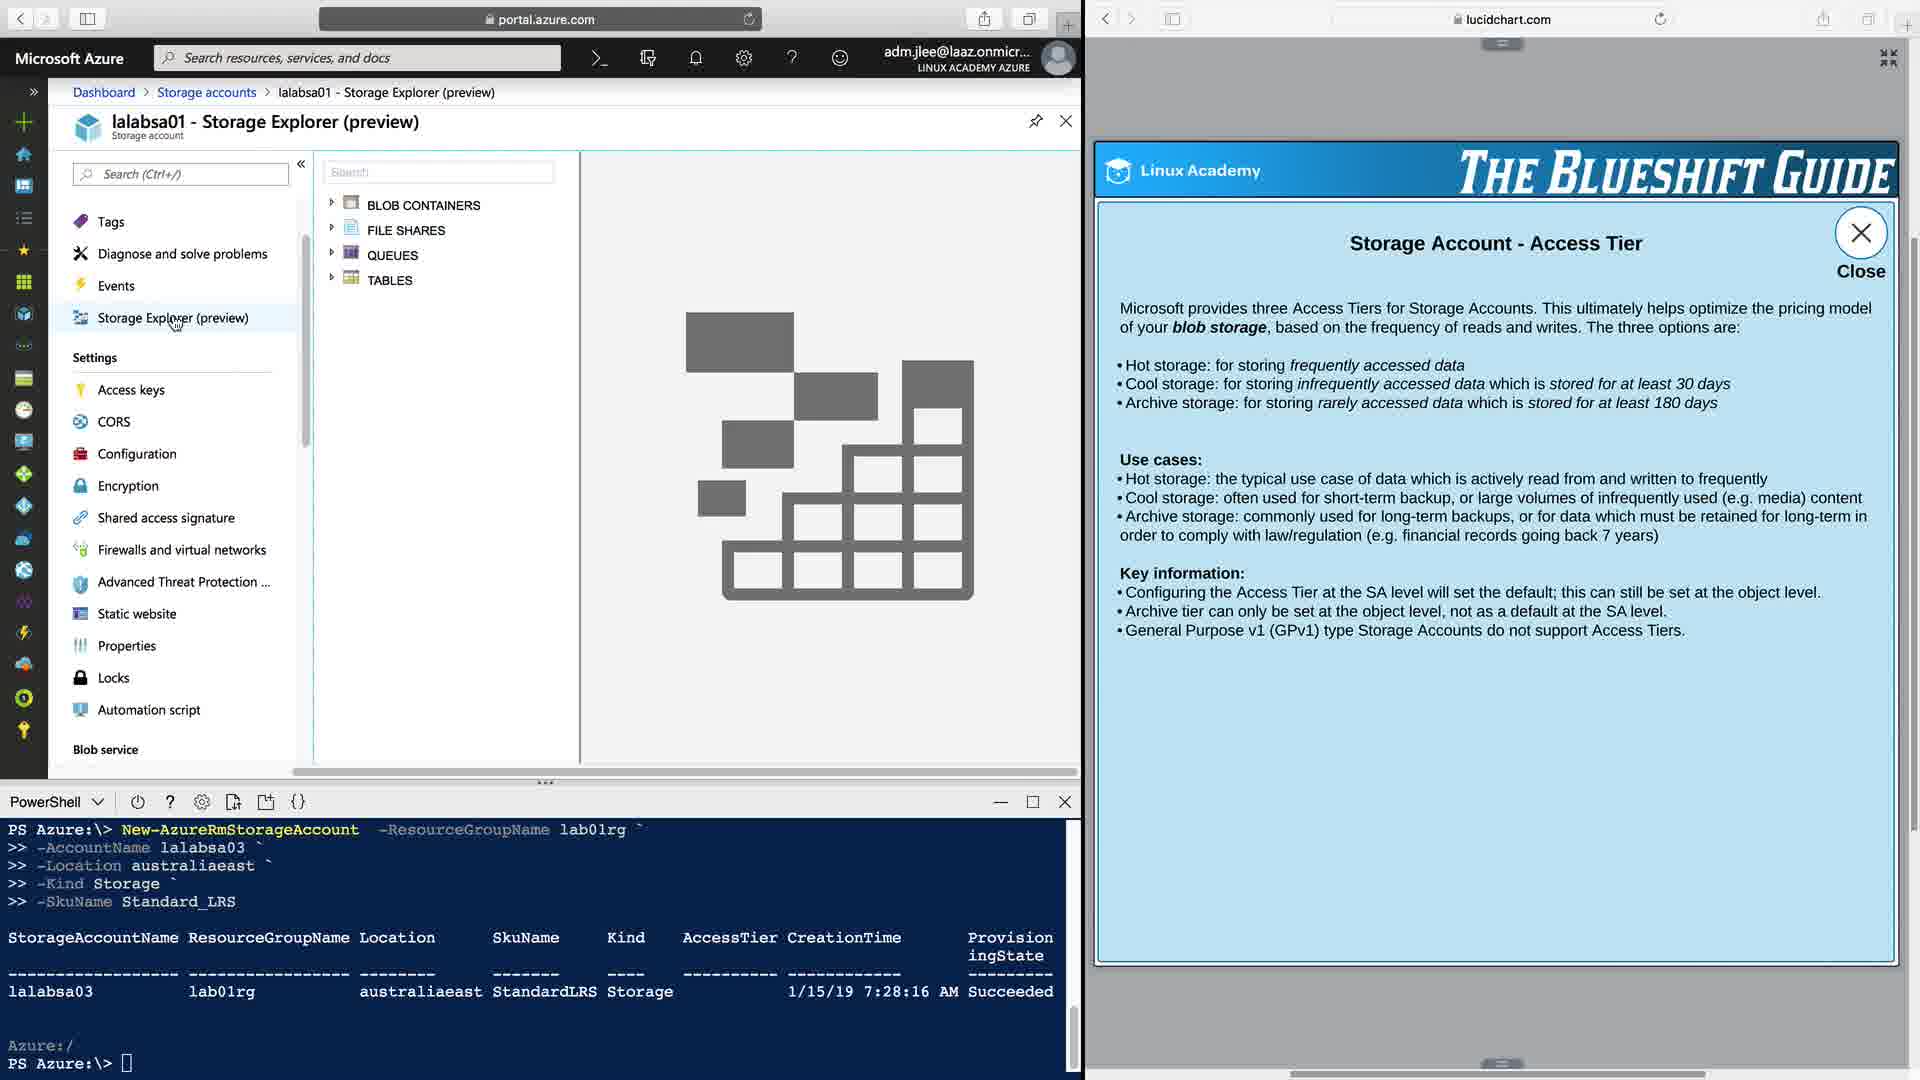 portal.azure.com
Microsoft Azure
Search resources, services, and docs
adm.jlee@laaz.onmicr...
LINUX ACADEMY AZURE
Dashboard > Storage accounts > lalabsa01 - Storage Explorer (preview)
lalabsa01 - Storage Explorer (preview)
Storage account
Search (Ctrl+/)
Tags
Diagnose and solve problems
Events
Storage Explorer (preview)
Settings
Access keys
CORS
Configuration
Encryption
Shared access signature
Firewalls and virtual networks
Advanced Threat Protection ...
Static website
Properties
Locks
Automation script
Blob service
Search
BLOB CONTAINERS
FILE SHARES
QUEUES
TABLES
PowerShell
PS Azure:\> New-AzureRmStorageAccount -ResourceGroupName lab01rg `
>> -AccountName lalabsa03 `
>> -Location australiaeast `
>> -Kind Storage `
>> -SkuName Standard_LRS
StorageAccountName ResourceGroupName Location SkuName Kind AccessTier CreationTime Provision
ingState
------------------ ----------------- -------- ------- ---- ---------- ------------ ---------
lalabsa03 lab01rg australiaeast StandardLRS Storage 1/15/19 7:28:16 AM Succeeded
Azure:/
PS Azure:\>
lucidchart.com
Linux Academy
THE BLUESHIFT GUIDE
Storage Account - Access Tier
Close
Microsoft provides three Access Tiers for Storage Accounts. This ultimately helps optimize the pricing model
of your blob storage, based on the frequency of reads and writes. The three options are:
• Hot storage: for storing frequently accessed data
• Cool storage: for storing infrequently accessed data which is stored for at least 30 days
• Archive storage: for storing rarely accessed data which is stored for at least 180 days
Use cases:
• Hot storage: the typical use case of data which is actively read from and written to frequently
• Cool storage: often used for short-term backup, or large volumes of infrequently used (e.g. media) content
• Archive storage: commonly used for long-term backups, or for data which must be retained for long-term in
order to comply with law/regulation (e.g. financial records going back 7 years)
Key information:
• Configuring the Access Tier at the SA level will set the default; this can still be set at the object level.
• Archive tier can only be set at the object level, not as a default at the SA level.
• General Purpose v1 (GPv1) type Storage Accounts do not support Access Tiers.